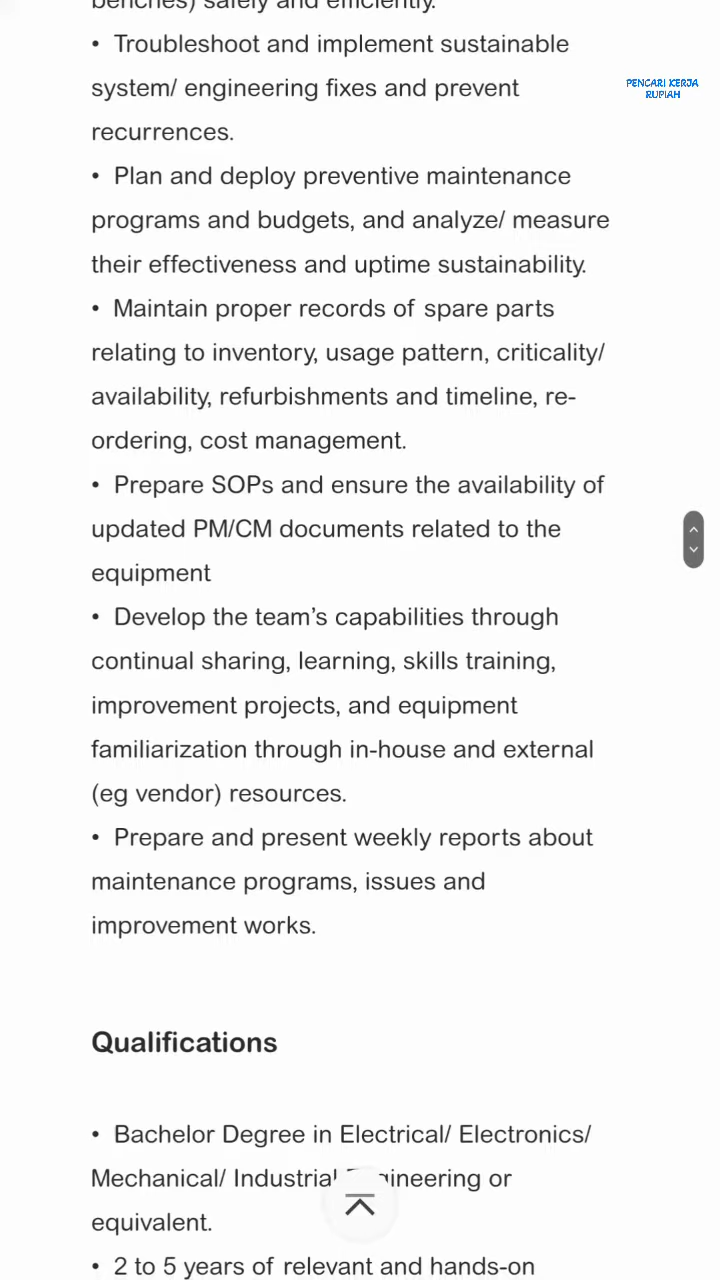 benches) safely and efficiently.
• Troubleshoot and implement sustainable
system/ engineering fixes and prevent
recurrences.
PENCARI KERJA
RUPIAH
• Plan and deploy preventive maintenance
programs and budgets, and analyze/ measure
their effectiveness and uptime sustainability.
• Maintain proper records of spare parts
relating to inventory, usage pattern, criticality/
availability, refurbishments and timeline, re-
ordering, cost management.
• Prepare SOPs and ensure the availability of
updated PM/CM documents related to the
equipment
• Develop the team’s capabilities through
continual sharing, learning, skills training,
improvement projects, and equipment
familiarization through in-house and external
(eg vendor) resources.
• Prepare and present weekly reports about
maintenance programs, issues and
improvement works.
Qualifications
• Bachelor Degree in Electrical/ Electronics/
Mechanical/ Industrial Engineering or
equivalent.
• 2 to 5 years of relevant and hands-on